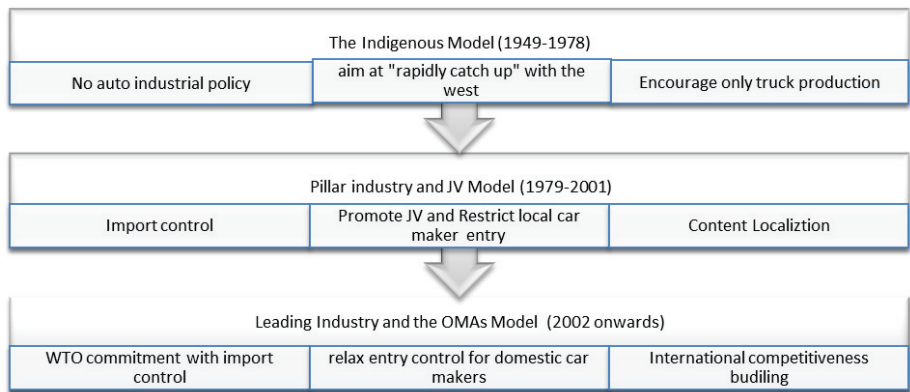 The Indigenous Model (1949-1978)
No auto industrial policy
aim at "rapidly catch up" with the
west
Encourage only truck production
Pillar industry and JV Model (1979-2001)
Import control
Promote JV and Restrict local car
maker entry
Content Localiztion
Leading Industry and the OMAs Model (2002 onwards)
WTO commitment with import
control
relax entry control for domestic car
makers
International competitiveness
budiling